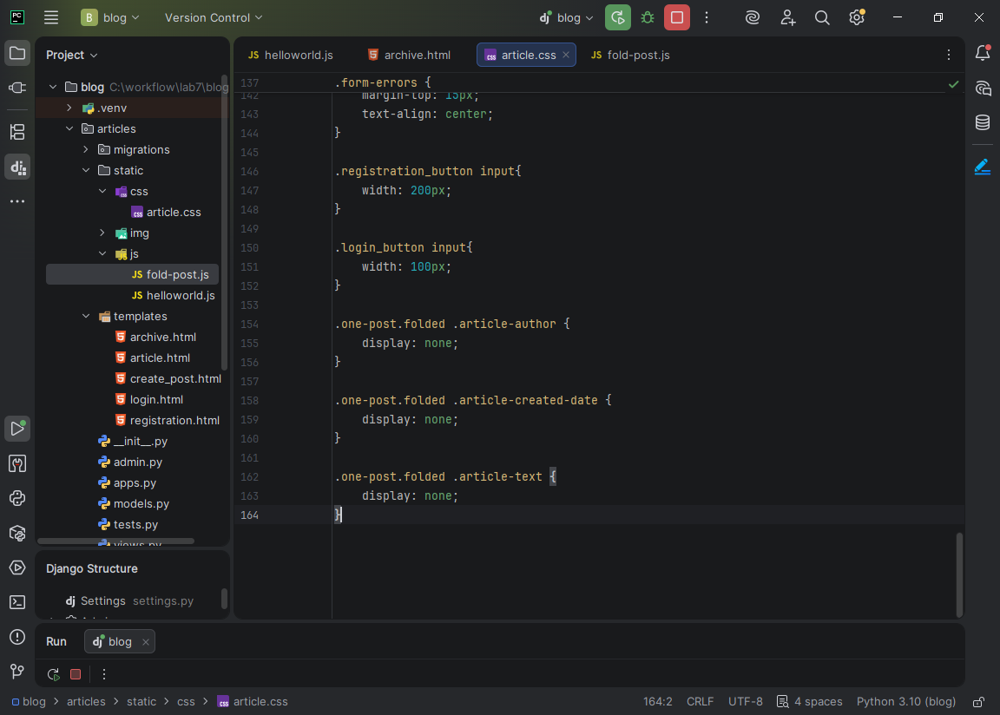 PC
B blog
Version Control
dj blog
Project
JS helloworld.js
archive.html
css article.css
JS fold-post.js
blog C:\workflow\lab7\blog
.venv
articles
migrations
static
css
css article.css
img
js
JS fold-post.js
JS helloworld.js
templates
archive.html
article.html
create_post.html
login.html
registration.html
__init__.py
admin.py
apps.py
models.py
tests.py
views.py
137 .form-errors {
142 margin-top: 15px;
143 text-align: center;
144 }
145
146 .registration_button input{
147 width: 200px;
148 }
149
150 .login_button input{
151 width: 100px;
152 }
153
154 .one-post.folded .article-author {
155 display: none;
156 }
157
158 .one-post.folded .article-created-date {
159 display: none;
160 }
161
162 .one-post.folded .article-text {
163 display: none;
164 }
Django Structure
dj Settings settings.py
Run
dj blog
blog > articles > static > css > article.css
164:2 CRLF UTF-8 4 spaces Python 3.10 (blog)